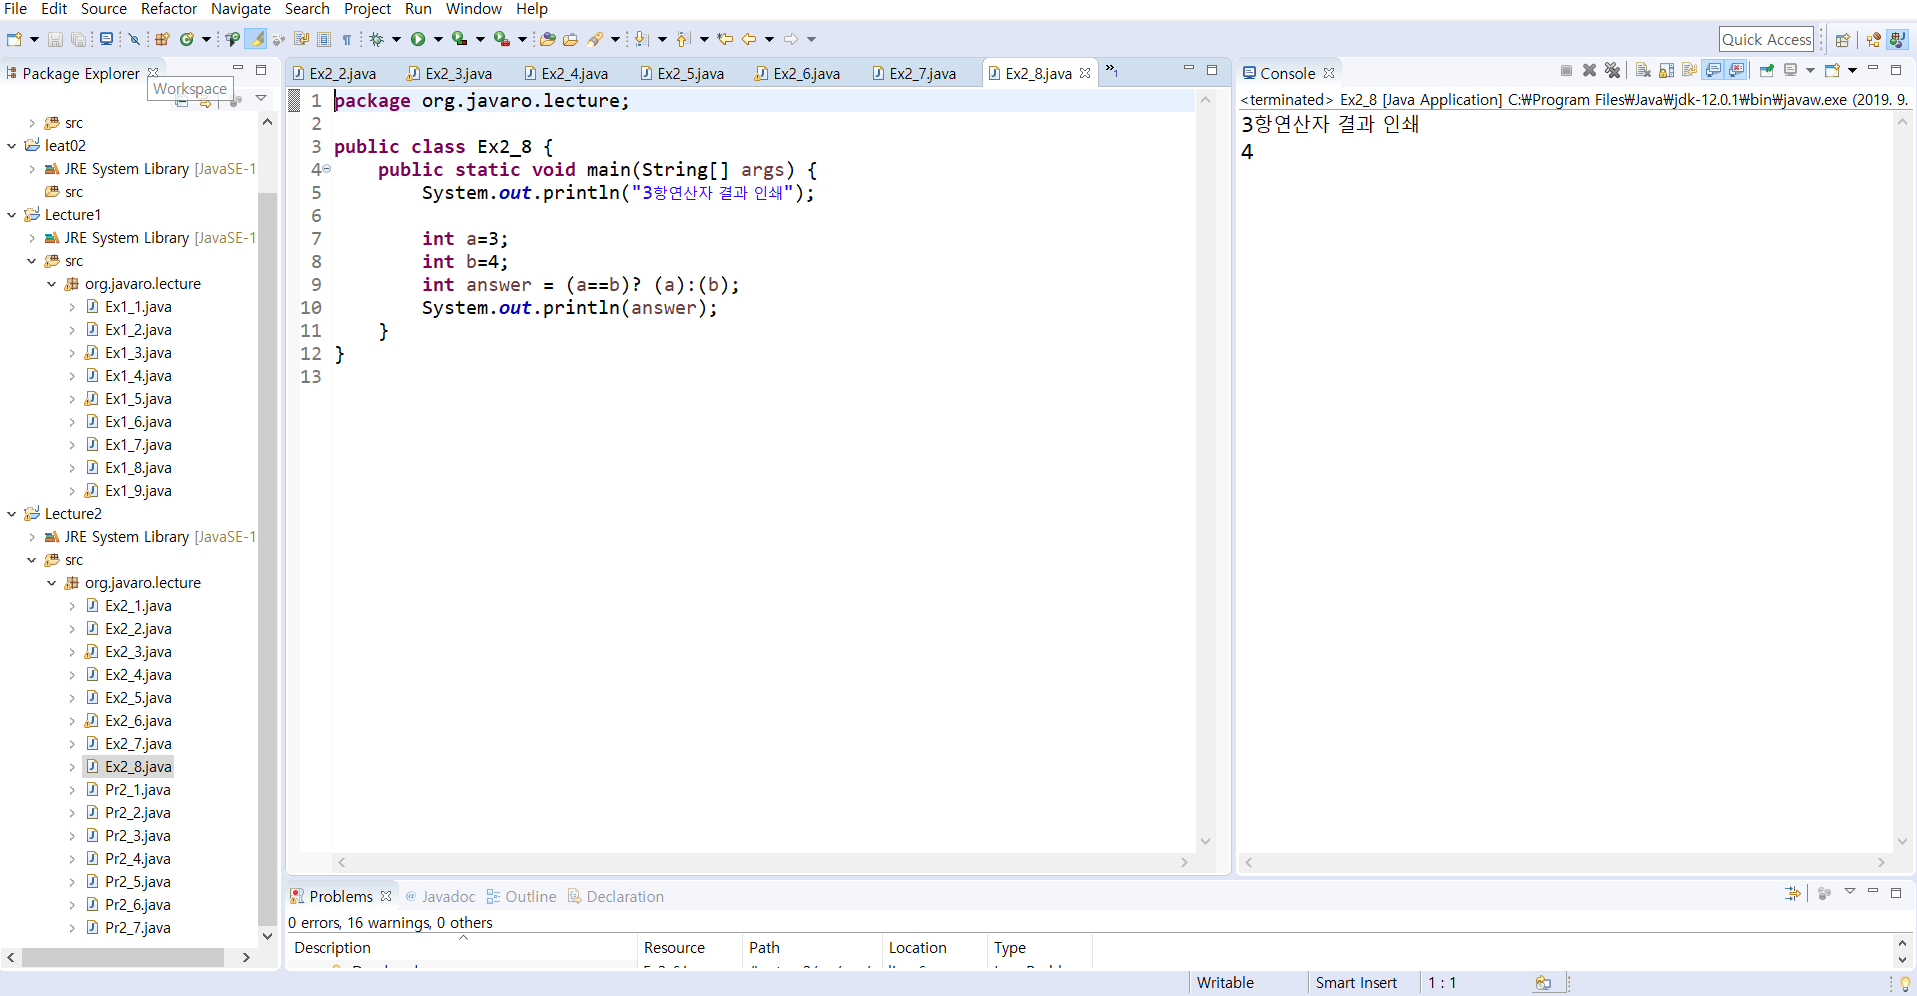 File Edit Source Refactor Navigate Search Project Run Window Help
Quick Access
Package Explorer
Workspace
src
leat02
JRE System Library [JavaSE-1
src
Lecture1
JRE System Library [JavaSE-1
src
org.javaro.lecture
Ex1_1.java
Ex1_2.java
Ex1_3.java
Ex1_4.java
Ex1_5.java
Ex1_6.java
Ex1_7.java
Ex1_8.java
Ex1_9.java
Lecture2
JRE System Library [JavaSE-1
src
org.javaro.lecture
Ex2_1.java
Ex2_2.java
Ex2_3.java
Ex2_4.java
Ex2_5.java
Ex2_6.java
Ex2_7.java
Ex2_8.java
Pr2_1.java
Pr2_2.java
Pr2_3.java
Pr2_4.java
Pr2_5.java
Pr2_6.java
Pr2_7.java
Ex2_2.java Ex2_3.java Ex2_4.java Ex2_5.java Ex2_6.java Ex2_7.java Ex2_8.java »1
1 package org.javaro.lecture;
2
3 public class Ex2_8 {
4 public static void main(String[] args) {
5 System.out.println("3항연산자 결과 인쇄");
6
7 int a=3;
8 int b=4;
9 int answer = (a==b)? (a):(b);
10 System.out.println(answer);
11 }
12 }
13
Console
<terminated> Ex2_8 [Java Application] C:₩Program Files₩Java₩jdk-12.0.1₩bin₩javaw.exe (2019. 9.
3항연산자 결과 인쇄
4
Problems @ Javadoc Outline Declaration
0 errors, 16 warnings, 0 others
Description Resource Path Location Type
Writable Smart Insert 1 : 1